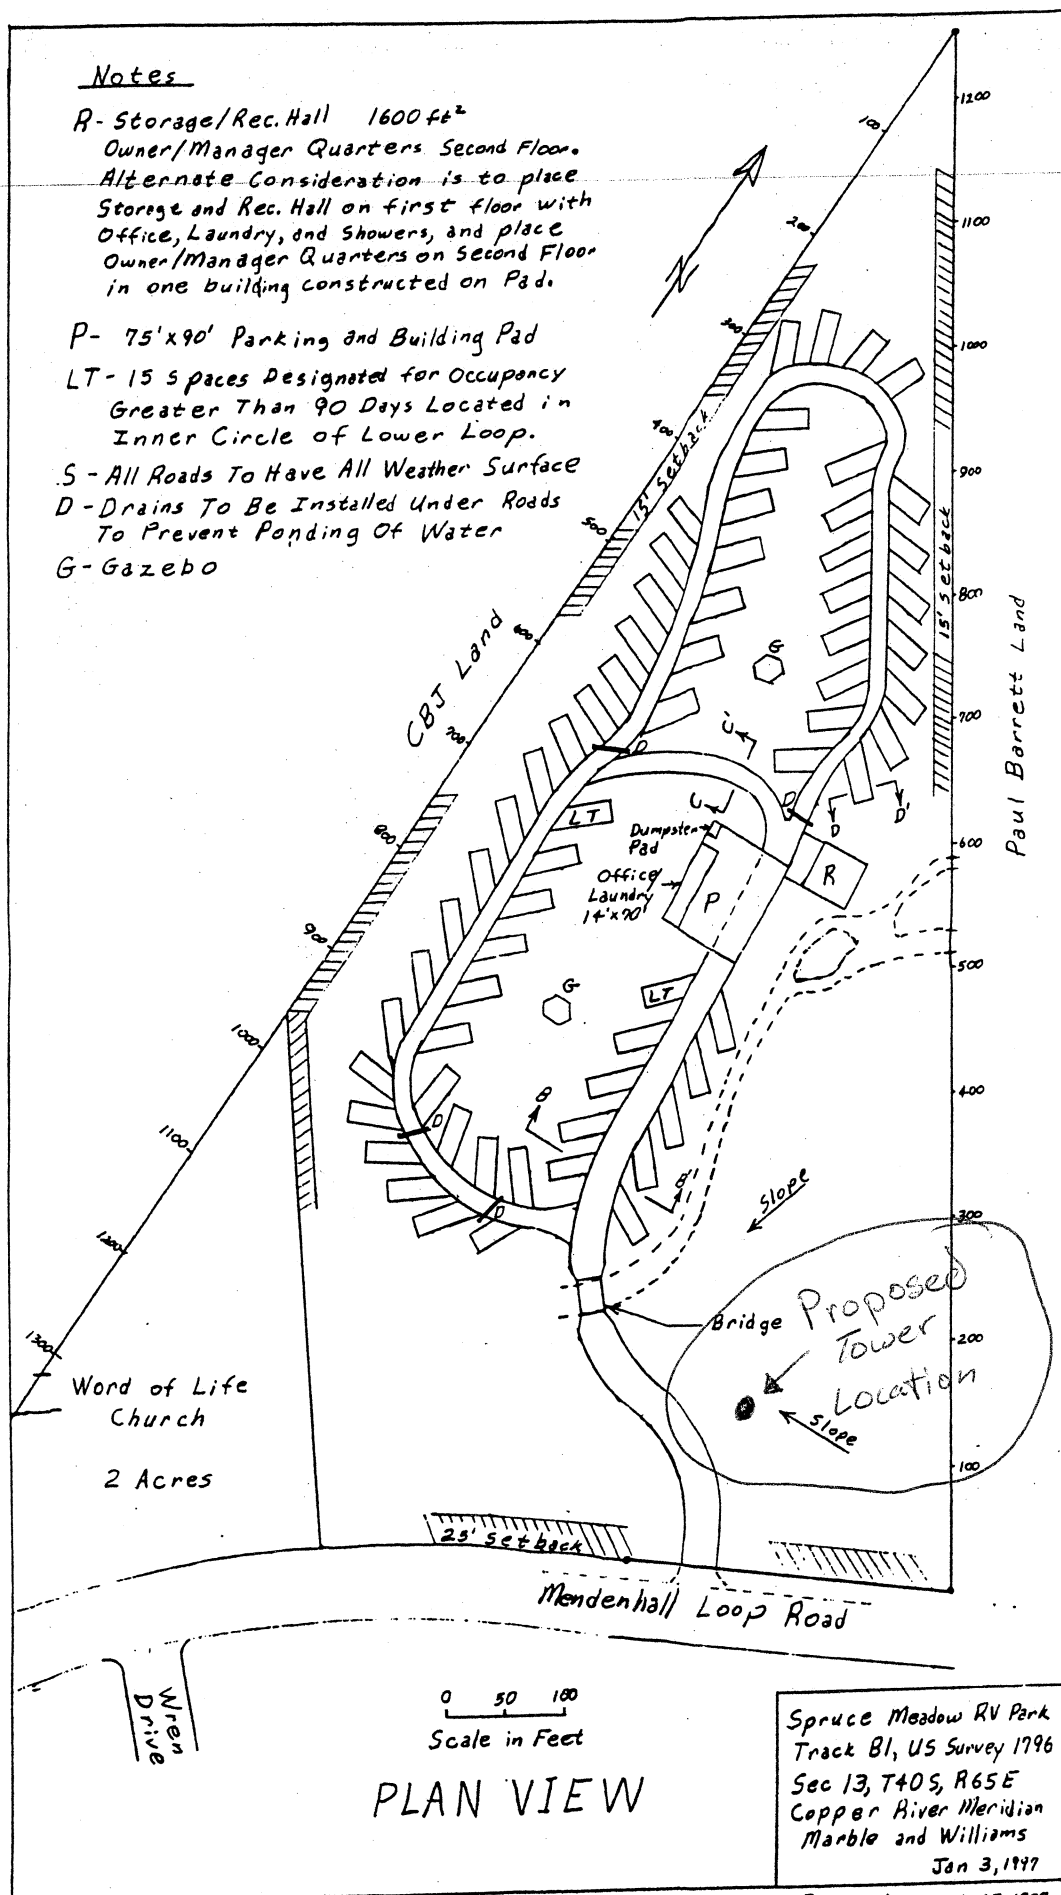 Notes
R- Storage/Rec. Hall 1600 ft²
Owner/Manager Quarters Second Floor.
Alternate Consideration is to place
Storage and Rec. Hall on first floor with
Office, Laundry, and Showers, and place
Owner/Manager Quarters on Second Floor
in one building constructed on Pad.
P- 75'x90' Parking and Building Pad
LT- 15 Spaces Designated for Occupancy
Greater Than 90 Days Located in
Inner Circle of Lower Loop.
S - All Roads To Have All Weather Surface
D - Drains To Be Installed Under Roads
To Prevent Ponding Of Water
G- Gazebo
N
100
200
300
400
500
600
700
800
900
1000
1100
1200
1300
15' Setback
CBJ Land
1200
1100
1000
900
800
700
600
500
400
300
200
100
15' Setback
Paul Barrett Land
G
C'
D
C
D
D
D'
LT
Dumpster
Pad
Office
Laundry
14'x70'
P
R
G
LT
B
D
B'
D
Slope
Bridge
Proposed
Tower
Location
Slope
Word of Life
Church
2 Acres
25' Setback
Mendenhall Loop Road
Wren
Drive
0 50 100
Scale in Feet
PLAN VIEW
Spruce Meadow RV Park
Track B1, US Survey 1796
Sec 13, T40S, R65E
Copper River Meridian
Marble and Williams
Jan 3, 1997